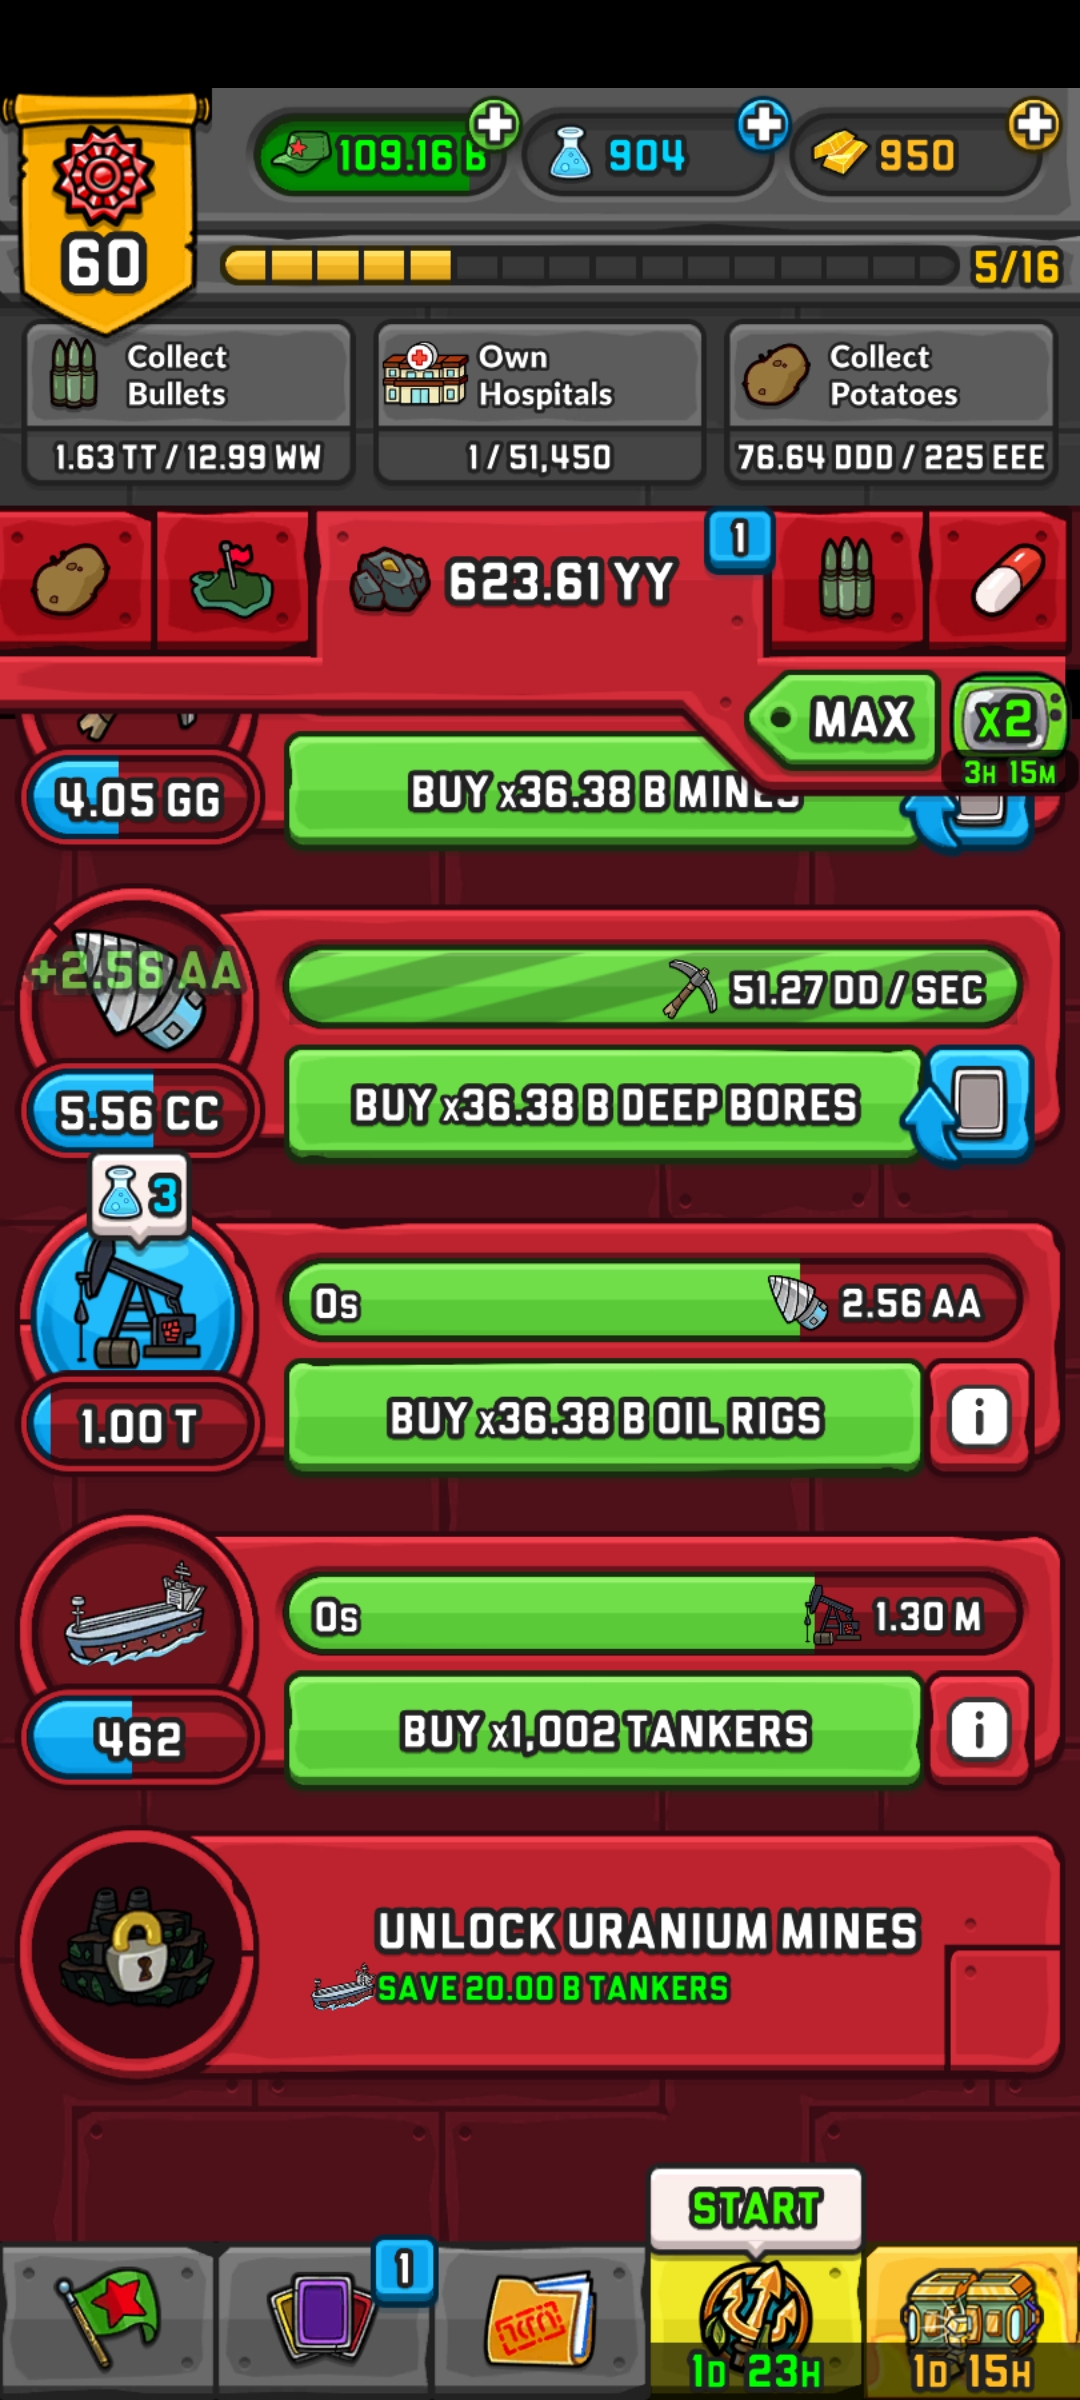 109.16 B
904
950
60
5/16
Collect
Bullets
1.63 TT / 12.99 WW
Own
Hospitals
1 / 51,450
Collect
Potatoes
76.64 DDD / 225 EEE
623.61 YY
1
MAX
x2
3H 15M
4.05 GG
BUY x36.38 B MINES
+2.56 AA
51.27 DD / SEC
5.56 CC
BUY x36.38 B DEEP BORES
3
0s
2.56 AA
1.00 T
BUY x36.38 B OIL RIGS
i
0s
1.30 M
462
BUY x1,002 TANKERS
i
UNLOCK URANIUM MINES
SAVE 20.00 B TANKERS
START
1
1D 23H
1D 15H